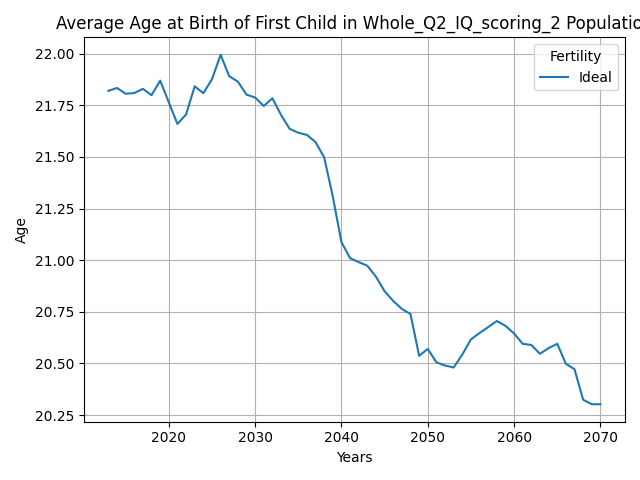 Average Age at Birth of First Child in Whole_Q2_IQ_scoring_2 Populatio
Fertility
Ideal
22.00
21.75
21.50
21.25
21.00
20.75
20.50
20.25
Age
2020 2030 2040 2050 2060 2070
Years